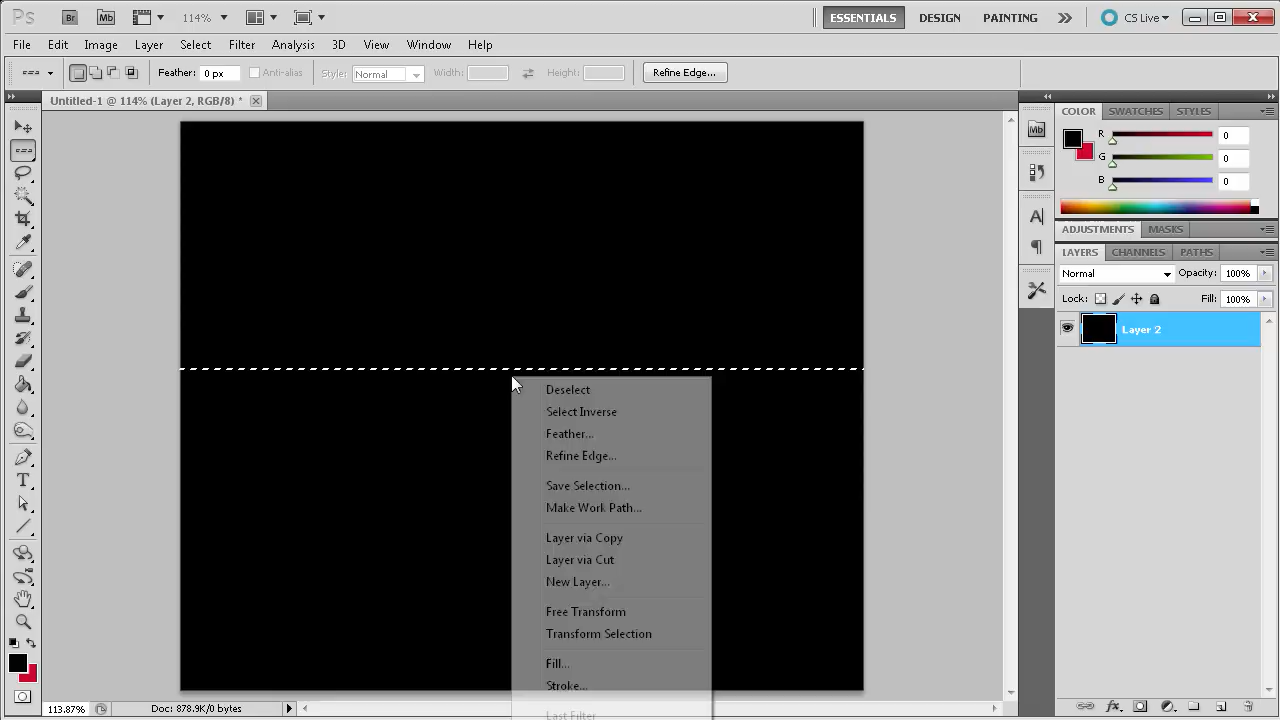 Ps Br Mb 114% ESSENTIALS DESIGN PAINTING CS Live
File Edit Image Layer Select Filter Analysis 3D View Window Help
Feather: 0 px Anti-alias Style: Normal Width: Height: Refine Edge...
Untitled-1 @ 114% (Layer 2, RGB/8) *
COLOR SWATCHES STYLES
Mb
R 0
G 0
B 0
A
ADJUSTMENTS MASKS
LAYERS CHANNELS PATHS
Normal Opacity: 100%
Lock: Fill: 100%
Layer 2
Deselect
Select Inverse
Feather...
Refine Edge...
Save Selection...
Make Work Path...
Layer via Copy
Layer via Cut
New Layer...
Free Transform
Transform Selection
Fill...
Stroke...
Last Filter
T
113.87% Doc: 878.9K/0 bytes
fx